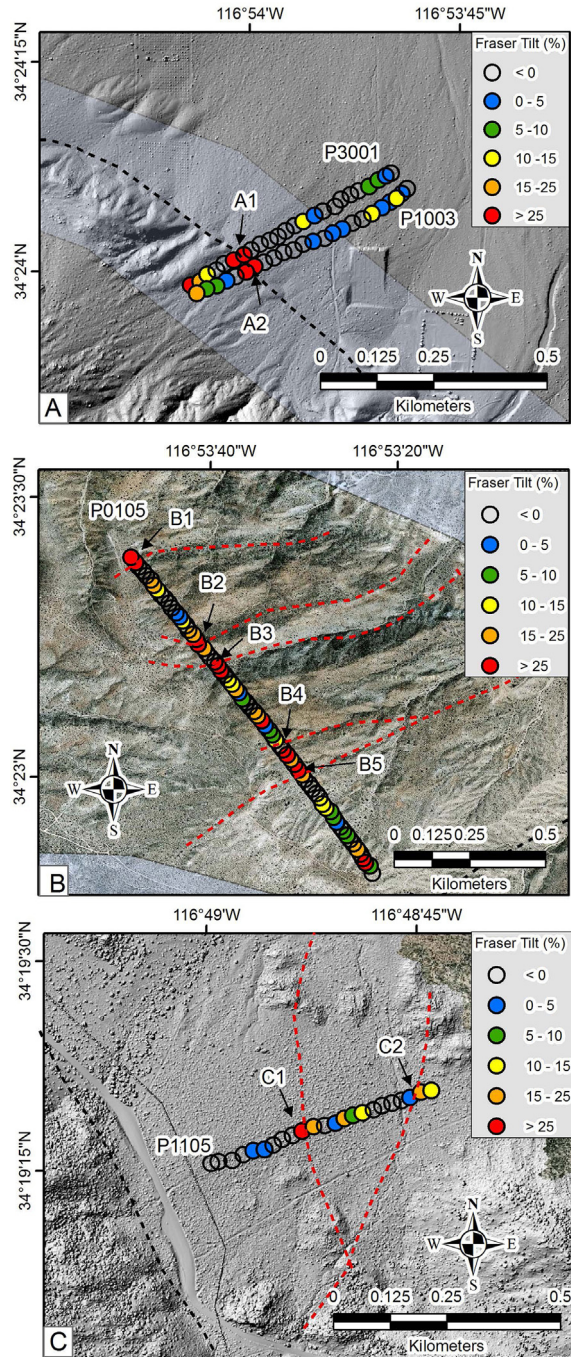 116°54'W
116°53'45"W
34°24'15"N
34°24'N
Fraser Tilt (%)
< 0
0 - 5
5 -10
10 - 15
15 - 25
> 25
P3001
P1003
A1
A2
N
W
E
S
0
0.125
0.25
0.5
Kilometers
A
116°53'40"W
116°53'20"W
34°23'30"N
34°23'N
Fraser Tilt (%)
< 0
0 - 5
5 - 10
10 - 15
15 - 25
> 25
P0105
B1
B2
B3
B4
B5
N
W
E
S
0
0.125
0.25
0.5
Kilometers
B
116°49'W
116°48'45"W
34°19'30"N
34°19'15"N
Fraser Tilt (%)
< 0
0 - 5
5 - 10
10 - 15
15 - 25
> 25
C1
C2
P1105
N
W
E
S
0
0.125
0.25
0.5
Kilometers
C